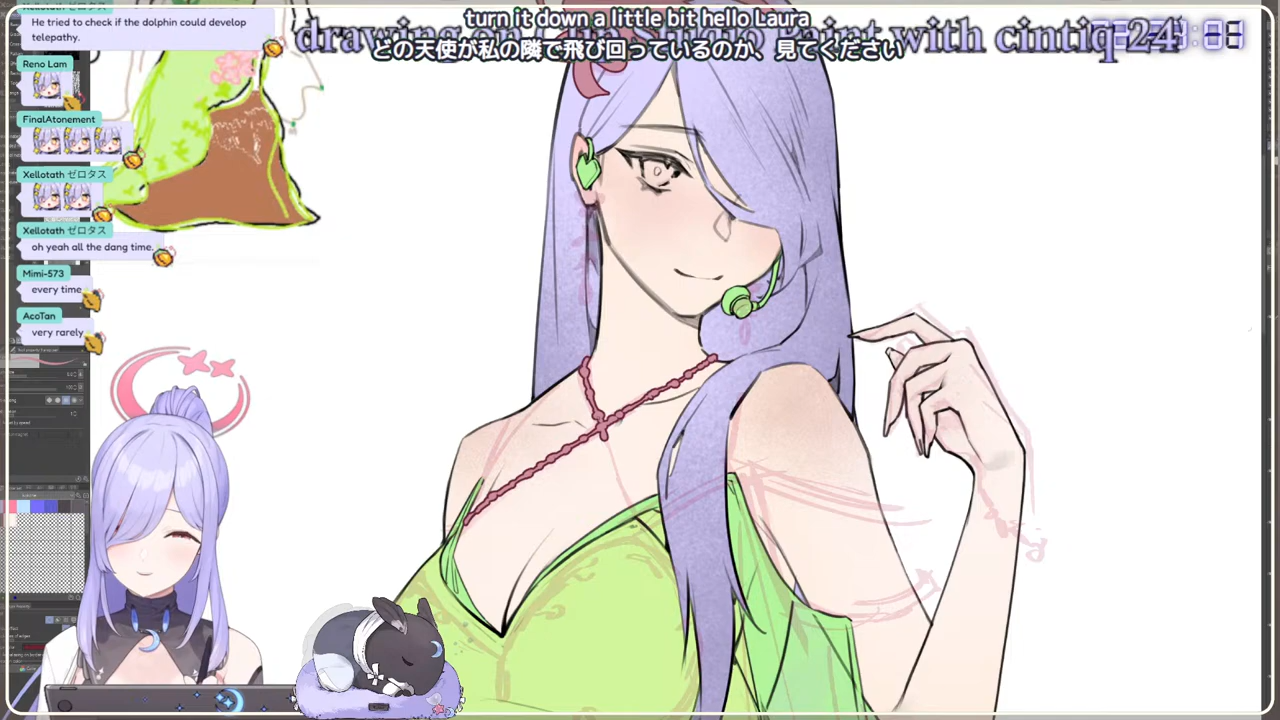 turn it down a little bit hello Laura
どの天使が私の隣で飛び回っているのか、見てください
with cintiq 24
He tried to check if the dolphin could develop
telepathy.
Reno Lam
FinalAtonement
Xellotath ゼロタス
Xellotath ゼロタス
oh yeah all the dang time.
Mimi-573
every time
AcoTan
very rarely